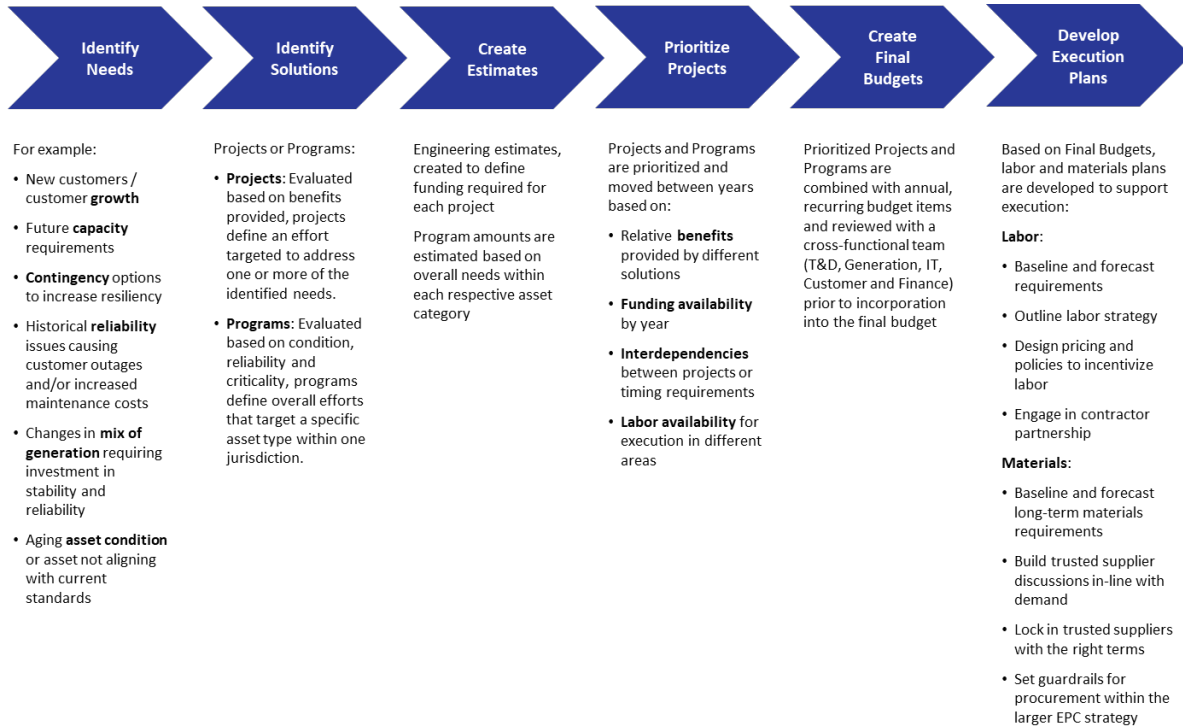 Identify
Needs
Identify
Solutions
Create
Estimates
Prioritize
Projects
Create
Final
Budgets
Develop
Execution
Plans
For example:
• New customers /
customer growth
• Future capacity
requirements
• Contingency options
to increase resiliency
• Historical reliability
issues causing
customer outages
and/or increased
maintenance costs
• Changes in mix of
generation requiring
investment in
stability and
reliability
• Aging asset condition
or asset not aligning
with current
standards
Projects or Programs:
• Projects: Evaluated
based on benefits
provided, projects
define an effort
targeted to address
one or more of the
identified needs.
• Programs: Evaluated
based on condition,
reliability and
criticality, programs
define overall efforts
that target a specific
asset type within one
jurisdiction.
Engineering estimates,
created to define
funding required for
each project
Program amounts are
estimated based on
overall needs within
each respective asset
category
Projects and Programs
are prioritized and
moved between years
based on:
• Relative benefits
provided by different
solutions
• Funding availability
by year
• Interdependencies
between projects or
timing requirements
• Labor availability for
execution in different
areas
Prioritized Projects and
Programs are
combined with annual,
recurring budget items
and reviewed with a
cross-functional team
(T&D, Generation, IT,
Customer and Finance)
prior to incorporation
into the final budget
Based on Final Budgets,
labor and materials plans
are developed to support
execution:
Labor:
• Baseline and forecast
requirements
• Outline labor strategy
• Design pricing and
policies to incentivize
labor
• Engage in contractor
partnership
Materials:
• Baseline and forecast
long-term materials
requirements
• Build trusted supplier
discussions in-line with
demand
• Lock in trusted suppliers
with the right terms
• Set guardrails for
procurement within the
larger EPC strategy